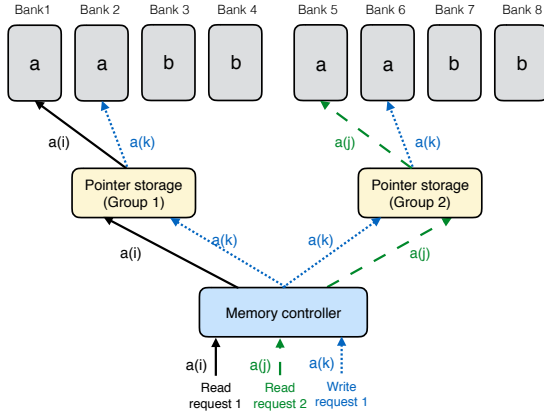 Bank1 Bank 2 Bank 3 Bank 4 Bank 5 Bank 6 Bank 7 Bank 8
a a b b a a b b
a(i) a(k) a(j) a(k)
Pointer storage
(Group 1)
Pointer storage
(Group 2)
a(i) a(k) a(k) a(j)
Memory controller
a(i) a(j) a(k)
Read
request 1
Read
request 2
Write
request 1